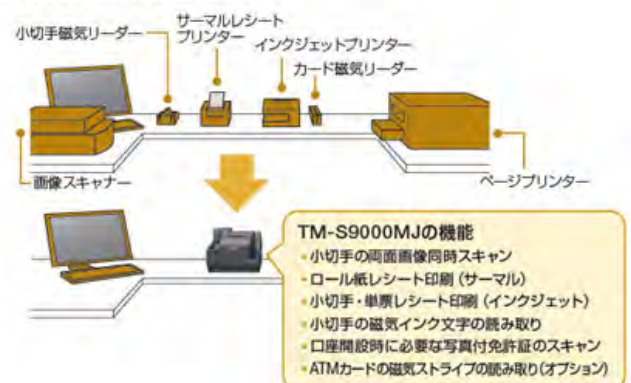 サーマルレシート
プリンター
小切手磁気リーダー
インクジェットプリンター
カード磁気リーダー
画像スキャナー
ページプリンター
TM-S9000MJの機能
・小切手の両面画像同時スキャン
・ロール紙レシート印刷（サーマル）
・小切手・単票レシート印刷（インクジェット）
・小切手の磁気インク文字の読み取り
・口座開設時に必要な写真付免許証のスキャン
・ATMカードの磁気ストライプの読み取り（オプション）